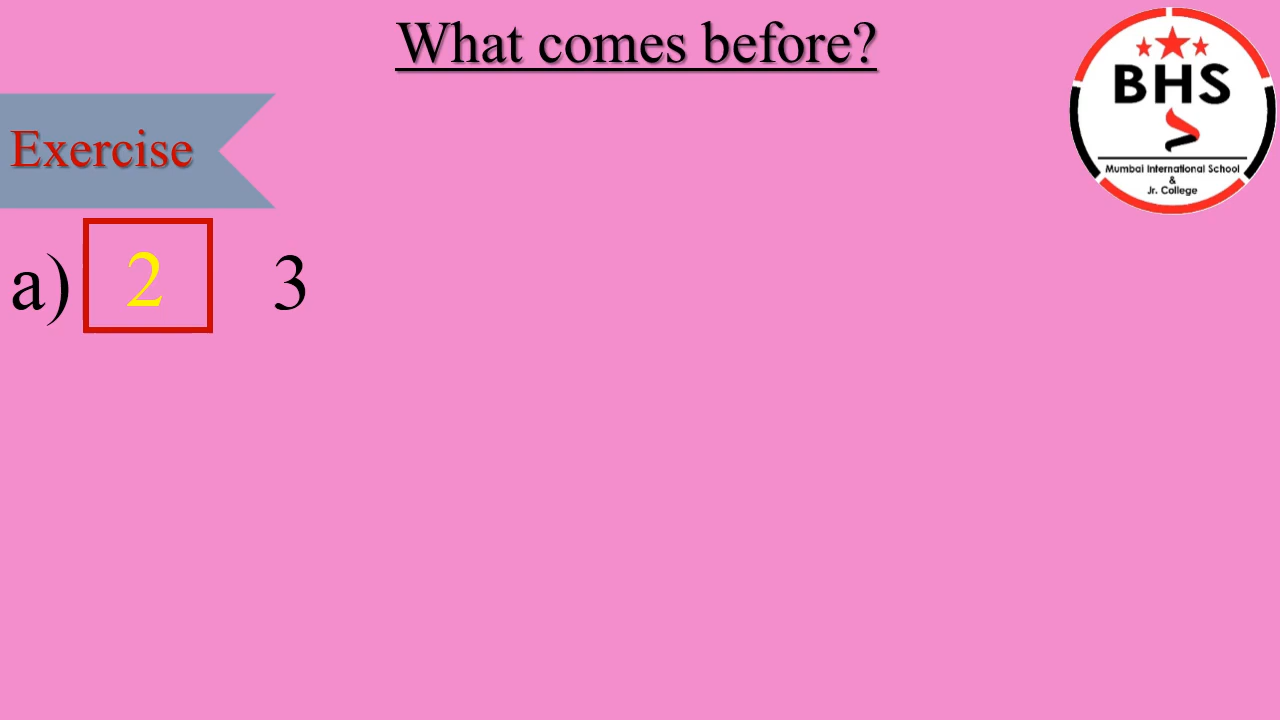 What comes before?
BHS
Mumbai International School
&
Jr. College
Exercise
a) 2 3